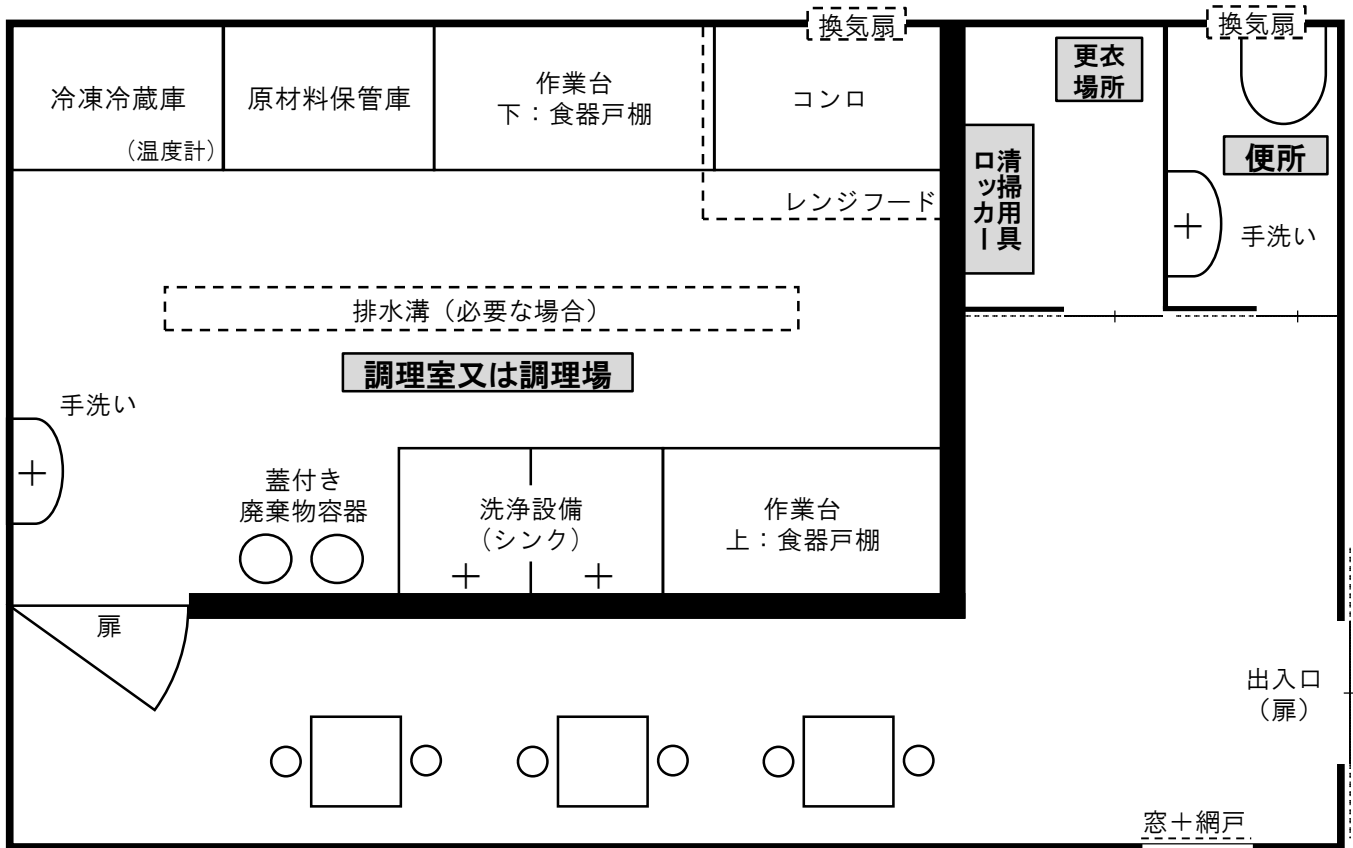 換気扇
換気扇
冷凍冷蔵庫
（温度計）
原材料保管庫
作業台
下：食器戸棚
コンロ
レンジフード
更衣
場所
清掃用具
ロッカー
便所
手洗い
排水溝（必要な場合）
調理室又は調理場
手洗い
蓋付き
廃棄物容器
洗浄設備
（シンク）
作業台
上：食器戸棚
扉
出入口
（扉）
窓＋網戸